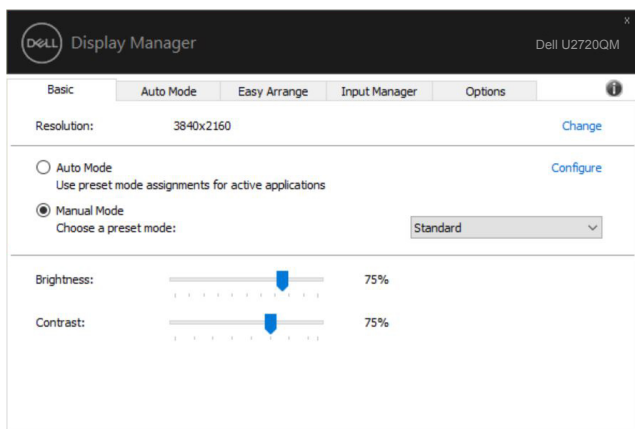 x
DELL Display Manager
Dell U2720QM
Basic Auto Mode Easy Arrange Input Manager Options i
Resolution: 3840x2160 Change
Auto Mode Configure
Use preset mode assignments for active applications
Manual Mode
Choose a preset mode: Standard
Brightness: 75%
Contrast: 75%